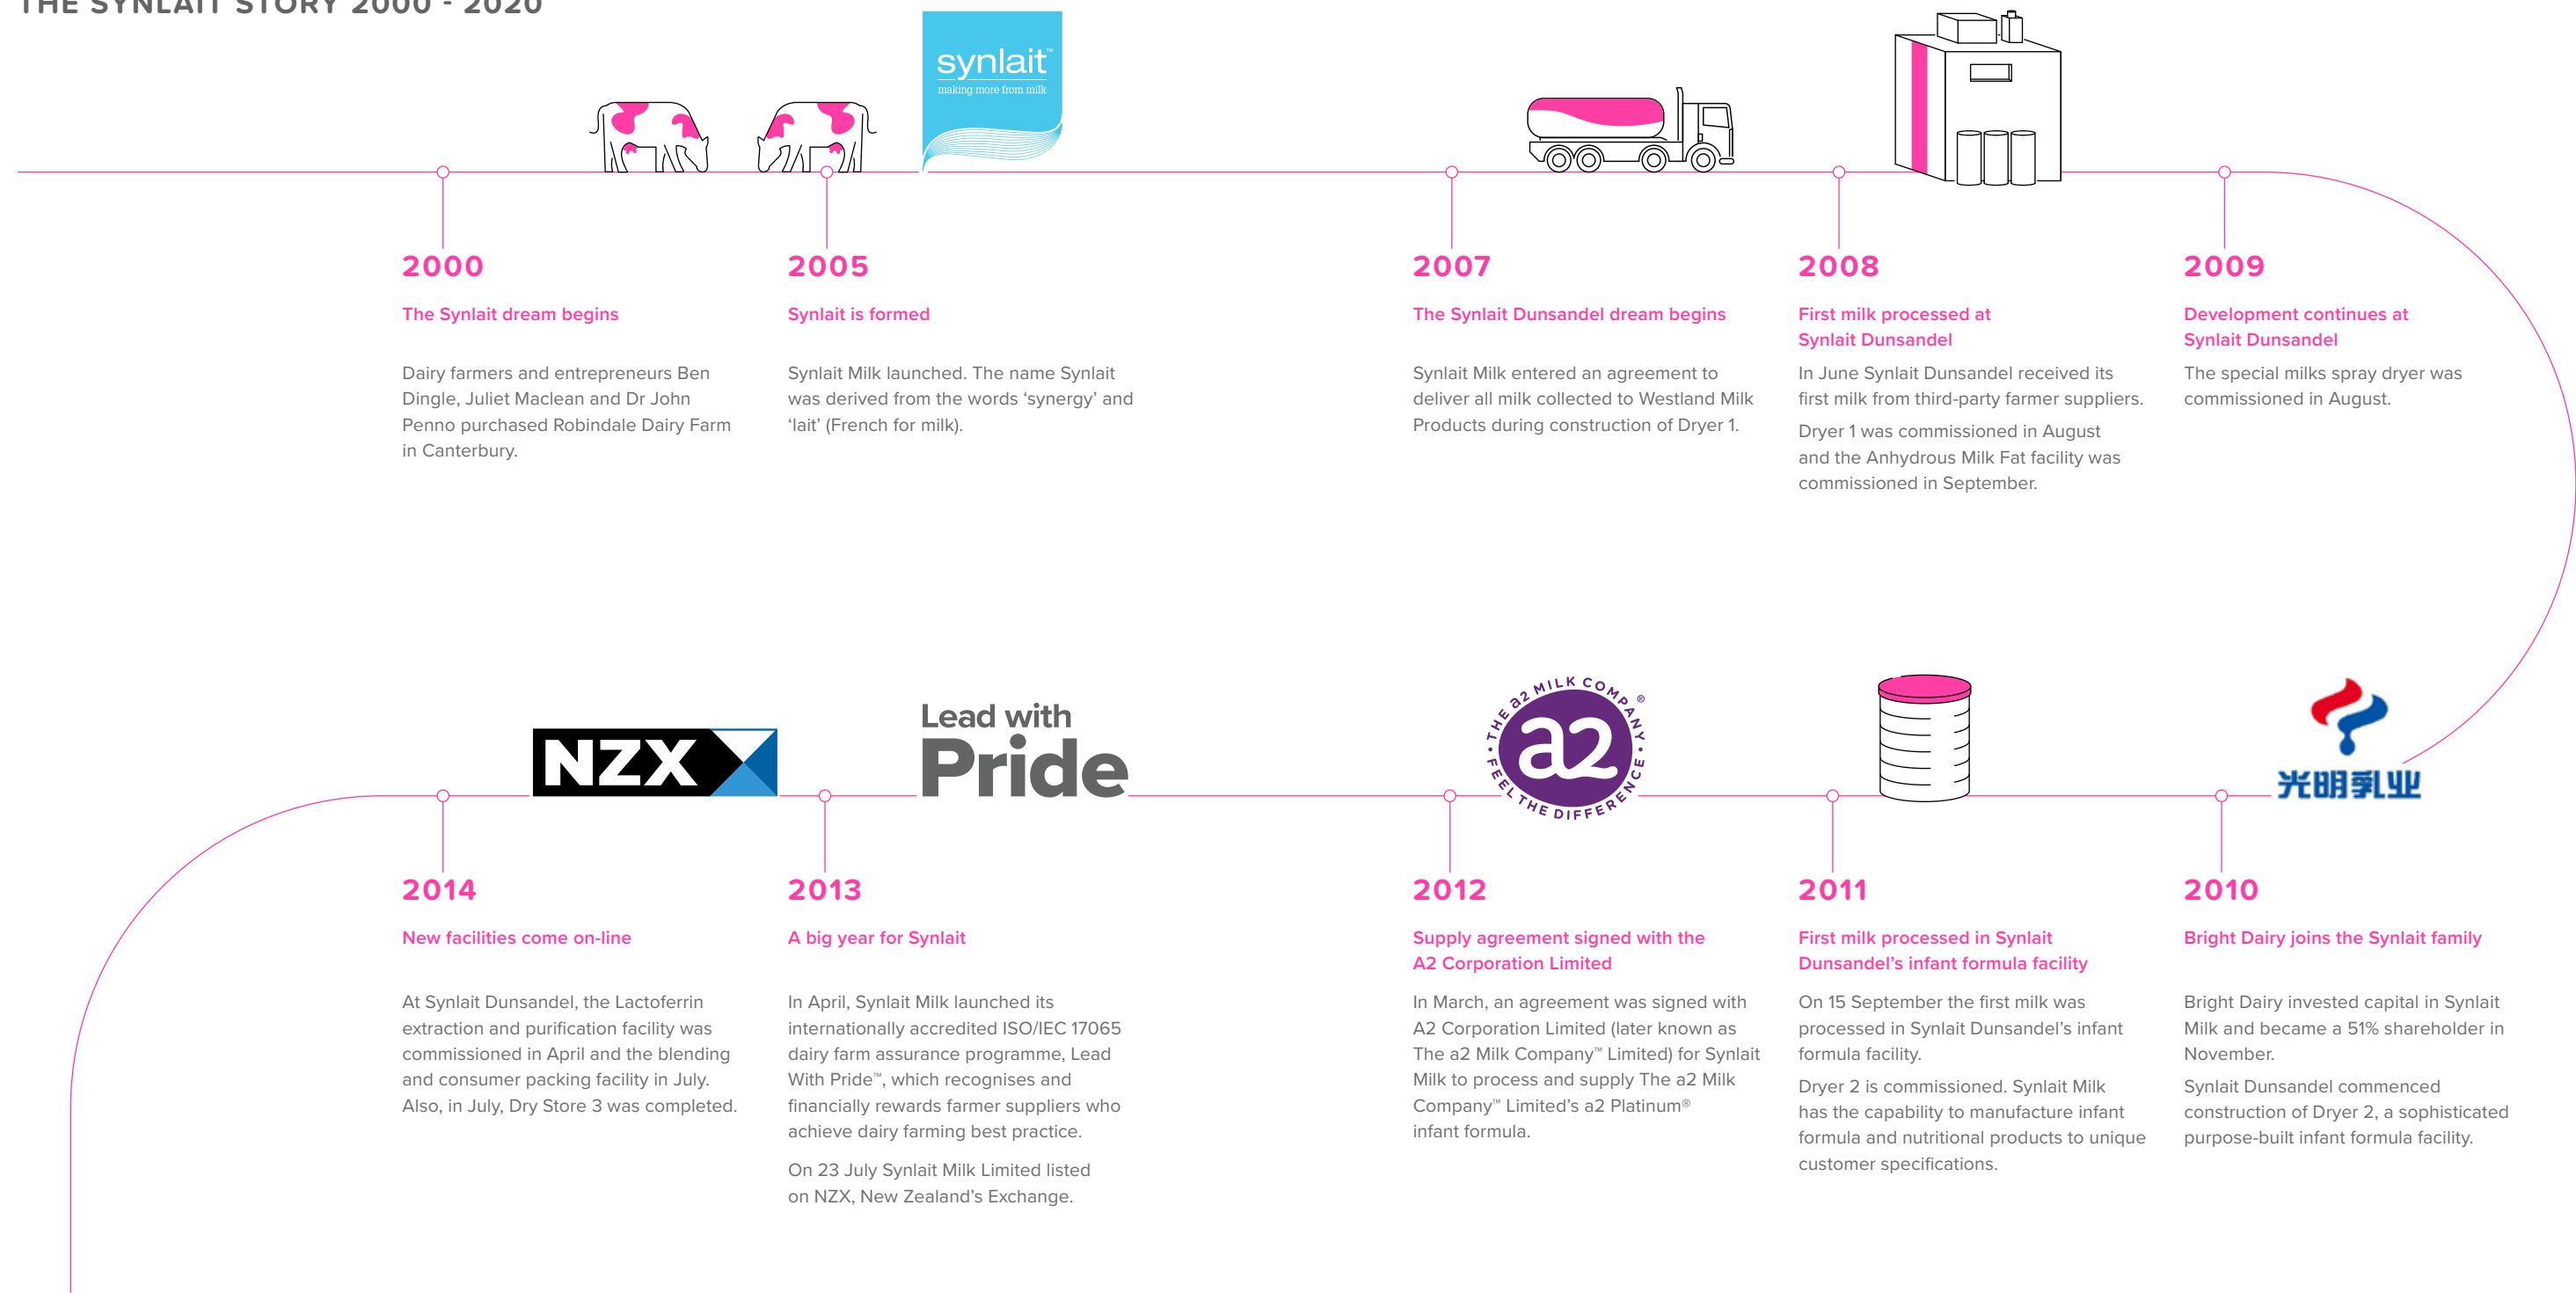 THE SYNLAIT STORY 2000 - 2020
synlait™
making more from milk
2000
The Synlait dream begins
Dairy farmers and entrepreneurs Ben
Dingle, Juliet Maclean and Dr John
Penno purchased Robindale Dairy Farm
in Canterbury.
2005
Synlait is formed
Synlait Milk launched. The name Synlait
was derived from the words ‘synergy’ and
‘lait’ (French for milk).
2007
The Synlait Dunsandel dream begins
Synlait Milk entered an agreement to
deliver all milk collected to Westland Milk
Products during construction of Dryer 1.
2008
First milk processed at
Synlait Dunsandel
In June Synlait Dunsandel received its
first milk from third-party farmer suppliers.
Dryer 1 was commissioned in August
and the Anhydrous Milk Fat facility was
commissioned in September.
2009
Development continues at
Synlait Dunsandel
The special milks spray dryer was
commissioned in August.
光明乳业
2010
Bright Dairy joins the Synlait family
Bright Dairy invested capital in Synlait
Milk and became a 51% shareholder in
November.
Synlait Dunsandel commenced
construction of Dryer 2, a sophisticated
purpose-built infant formula facility.
2011
First milk processed in Synlait
Dunsandel’s infant formula facility
On 15 September the first milk was
processed in Synlait Dunsandel’s infant
formula facility.
Dryer 2 is commissioned. Synlait Milk
has the capability to manufacture infant
formula and nutritional products to unique
customer specifications.
• THE a2 MILK COMPANY •®
a2
FEEL THE DIFFERENCE
2012
Supply agreement signed with the
A2 Corporation Limited
In March, an agreement was signed with
A2 Corporation Limited (later known as
The a2 Milk Company™ Limited) for Synlait
Milk to process and supply The a2 Milk
Company™ Limited’s a2 Platinum®
infant formula.
Lead with
Pride
2013
A big year for Synlait
In April, Synlait Milk launched its
internationally accredited ISO/IEC 17065
dairy farm assurance programme, Lead
With Pride™, which recognises and
financially rewards farmer suppliers who
achieve dairy farming best practice.
On 23 July Synlait Milk Limited listed
on NZX, New Zealand’s Exchange.
NZX
2014
New facilities come on-line
At Synlait Dunsandel, the Lactoferrin
extraction and purification facility was
commissioned in April and the blending
and consumer packing facility in July.
Also, in July, Dry Store 3 was completed.